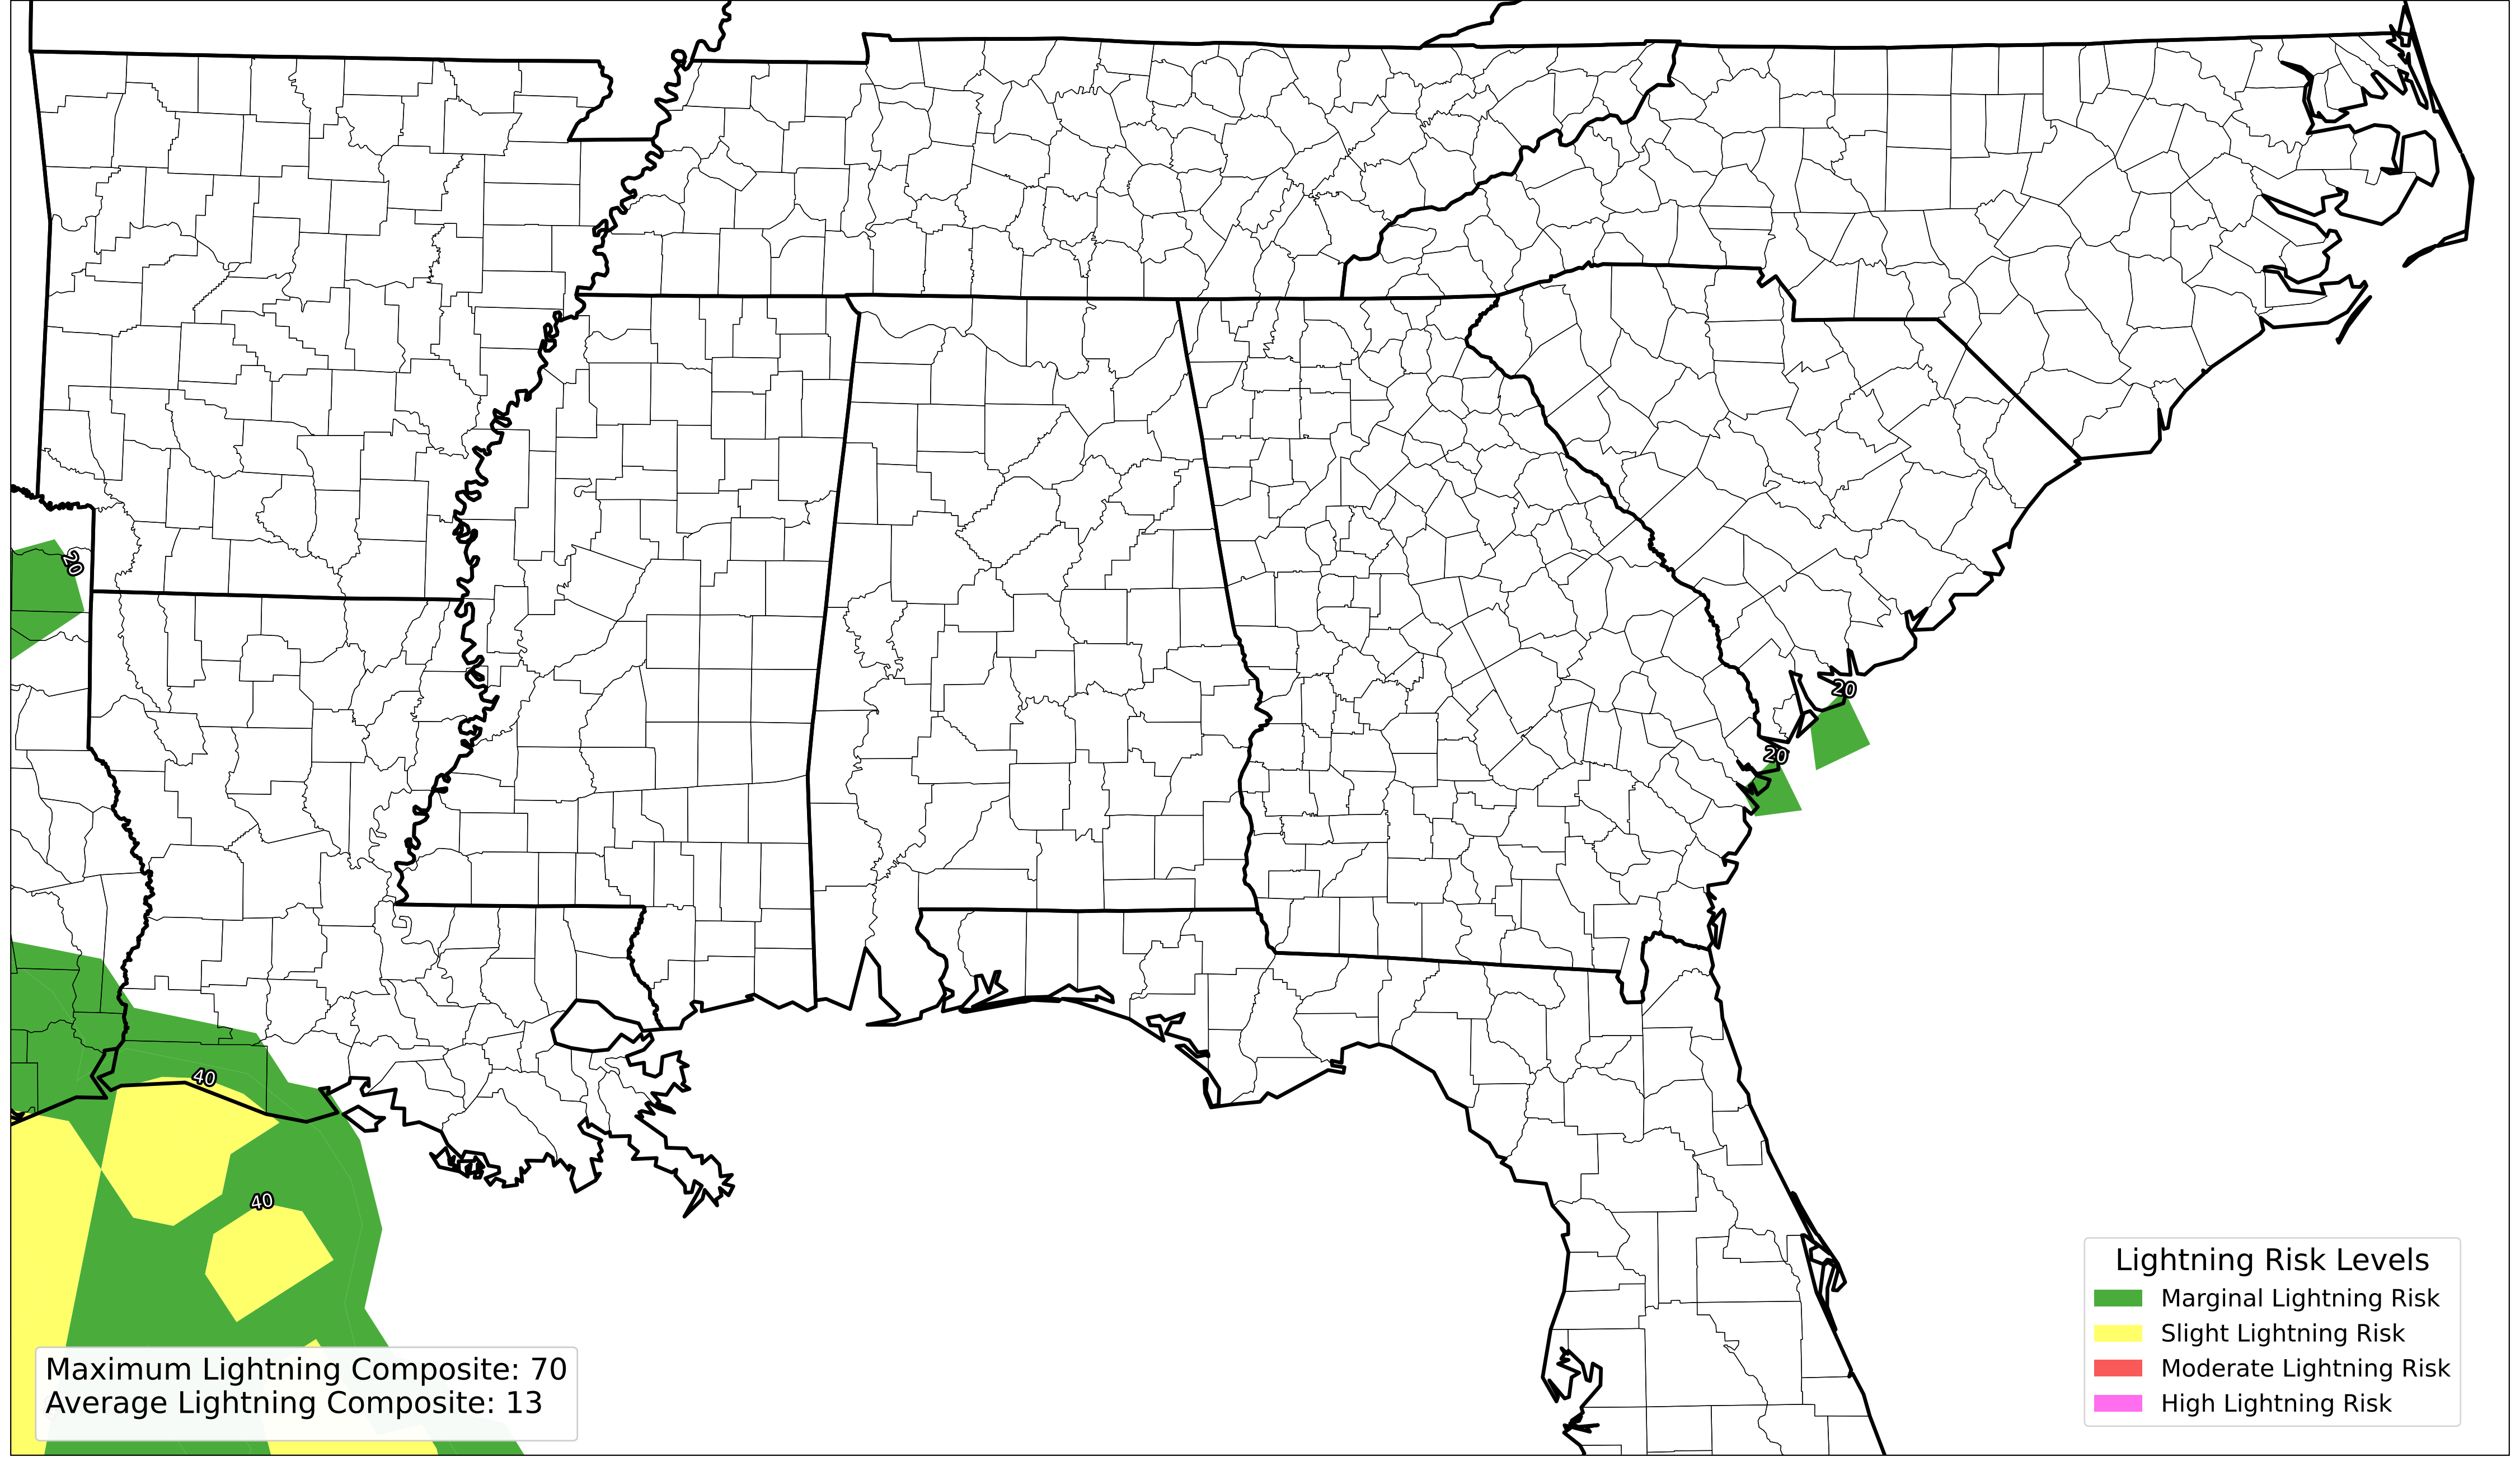 20
20
20
40
40
Maximum Lightning Composite: 70
Average Lightning Composite: 13
Lightning Risk Levels
Marginal Lightning Risk
Slight Lightning Risk
Moderate Lightning Risk
High Lightning Risk